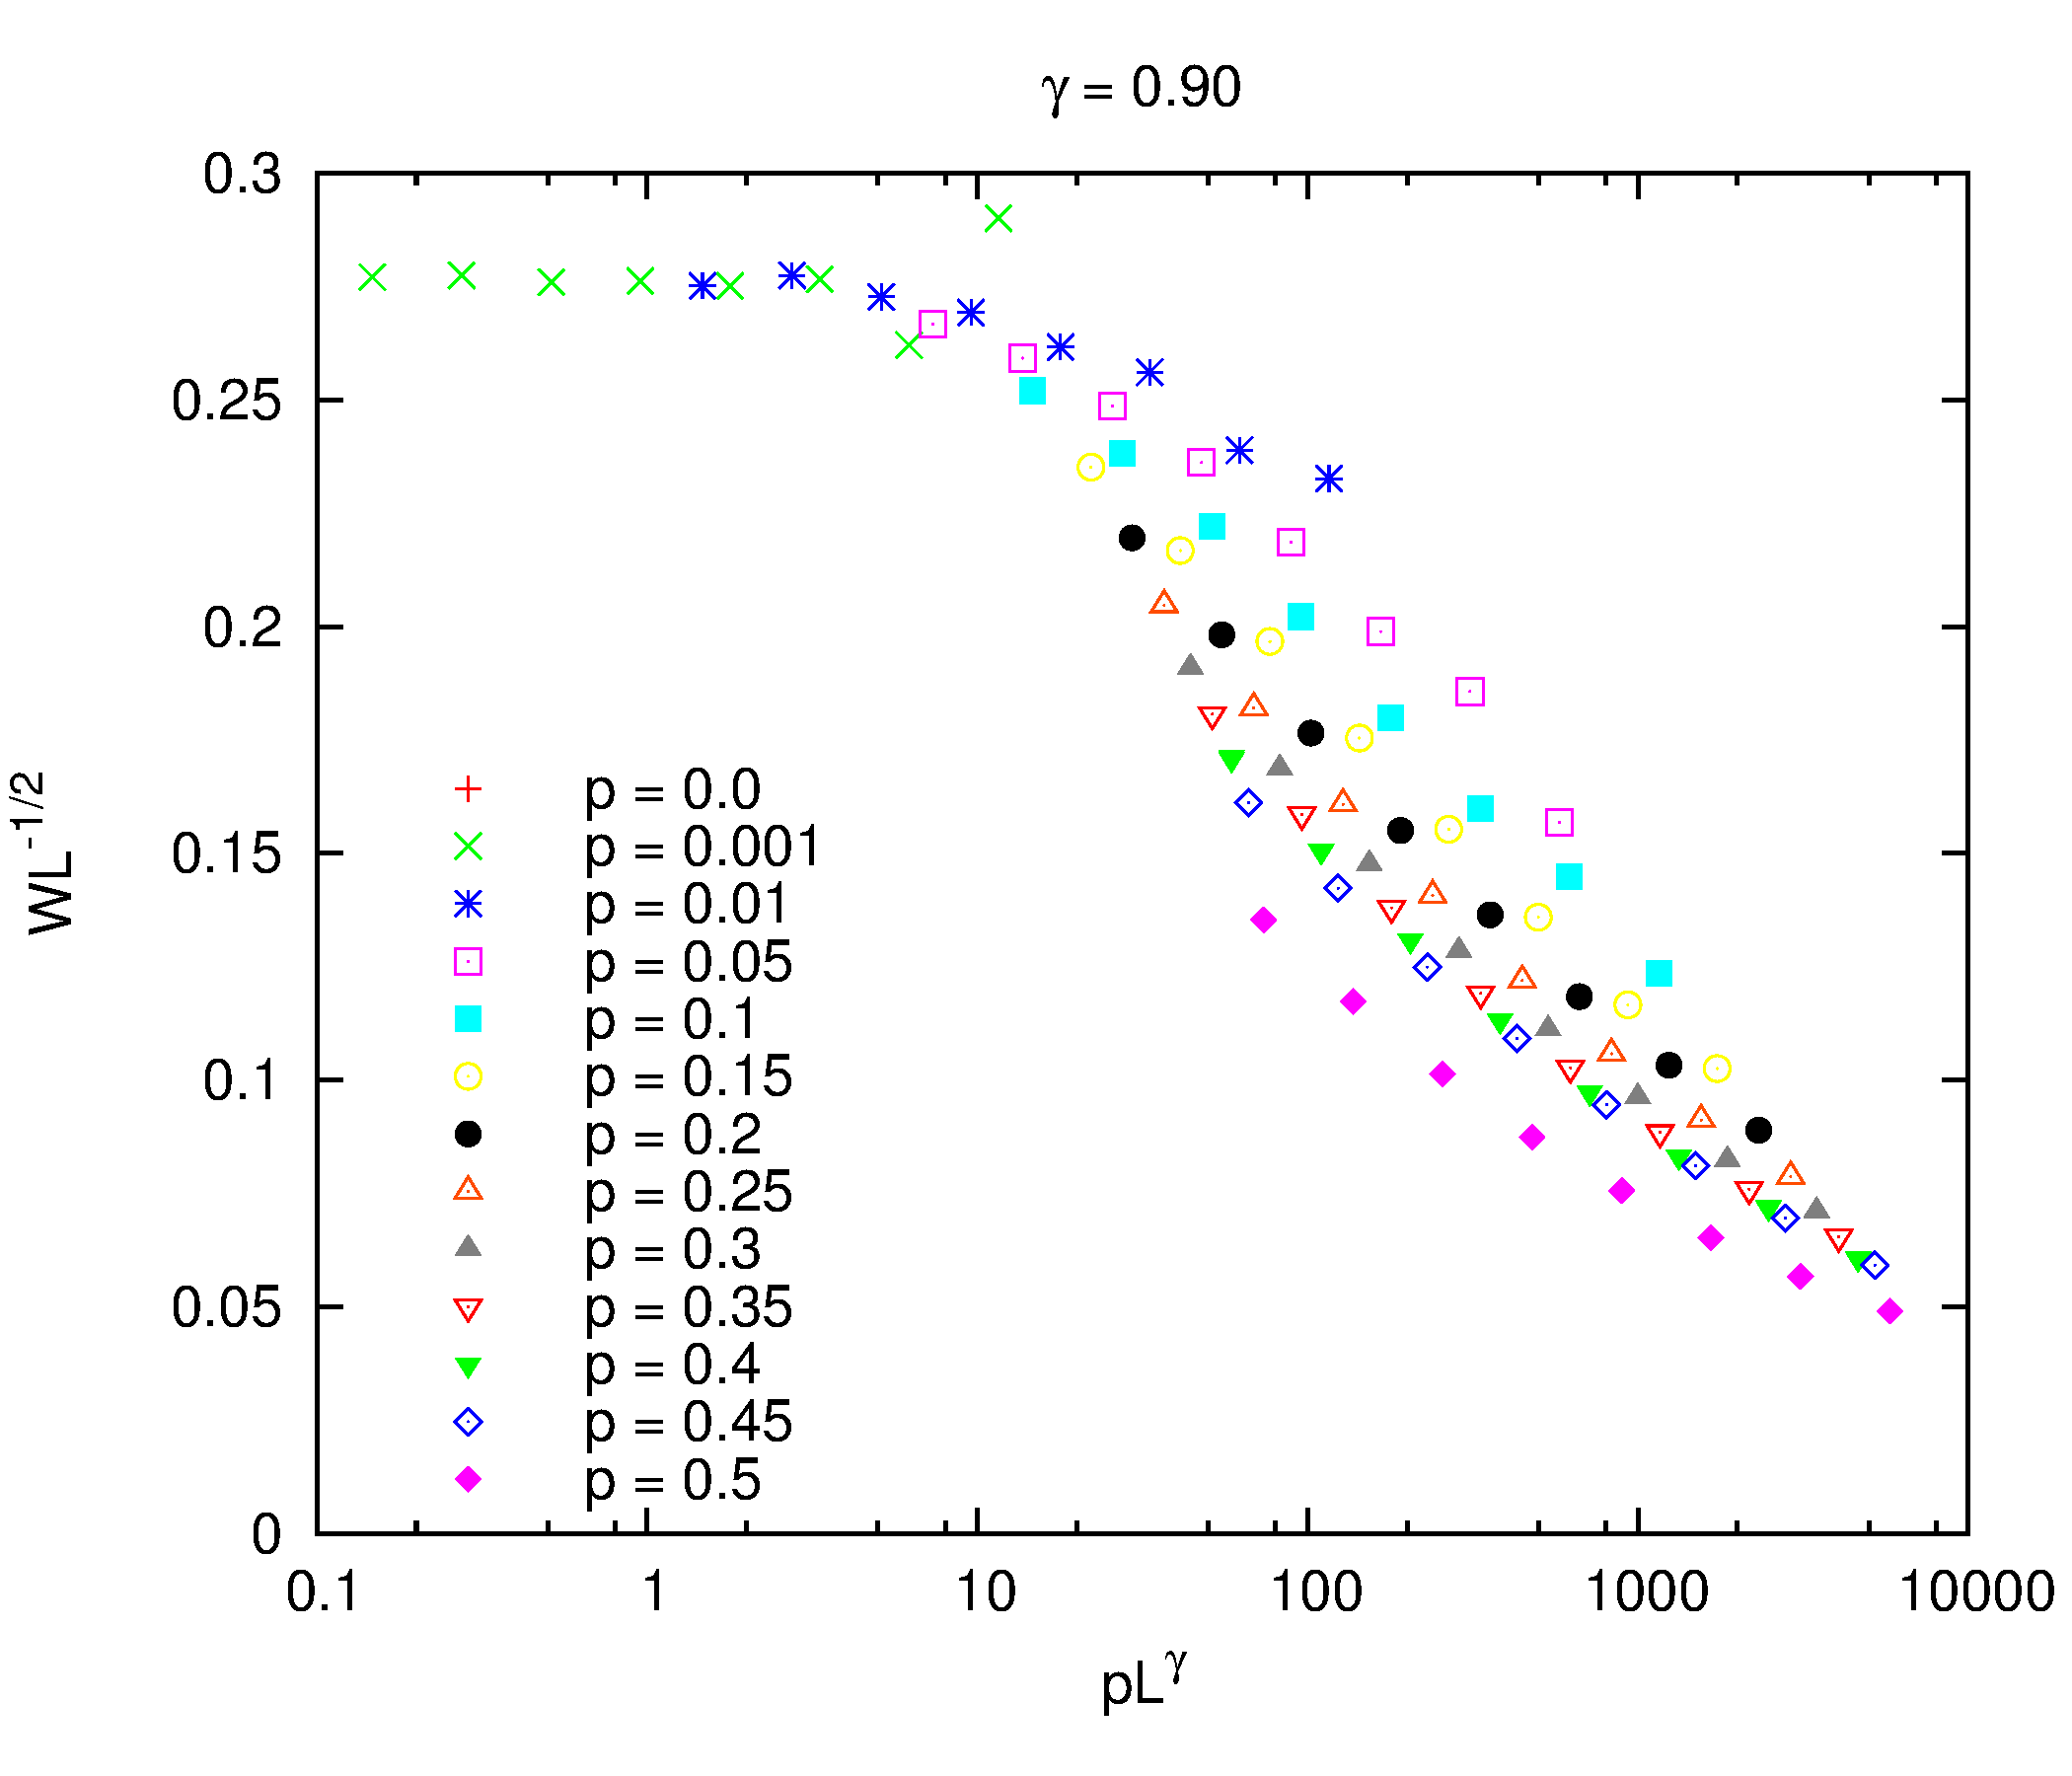 γ = 0.90
0.3
0.25
0.2
0.15
0.1
0.05
0
WL^-1/2
p = 0.0
p = 0.001
p = 0.01
p = 0.05
p = 0.1
p = 0.15
p = 0.2
p = 0.25
p = 0.3
p = 0.35
p = 0.4
p = 0.45
p = 0.5
0.1 1 10 100 1000 10000
pL^γ